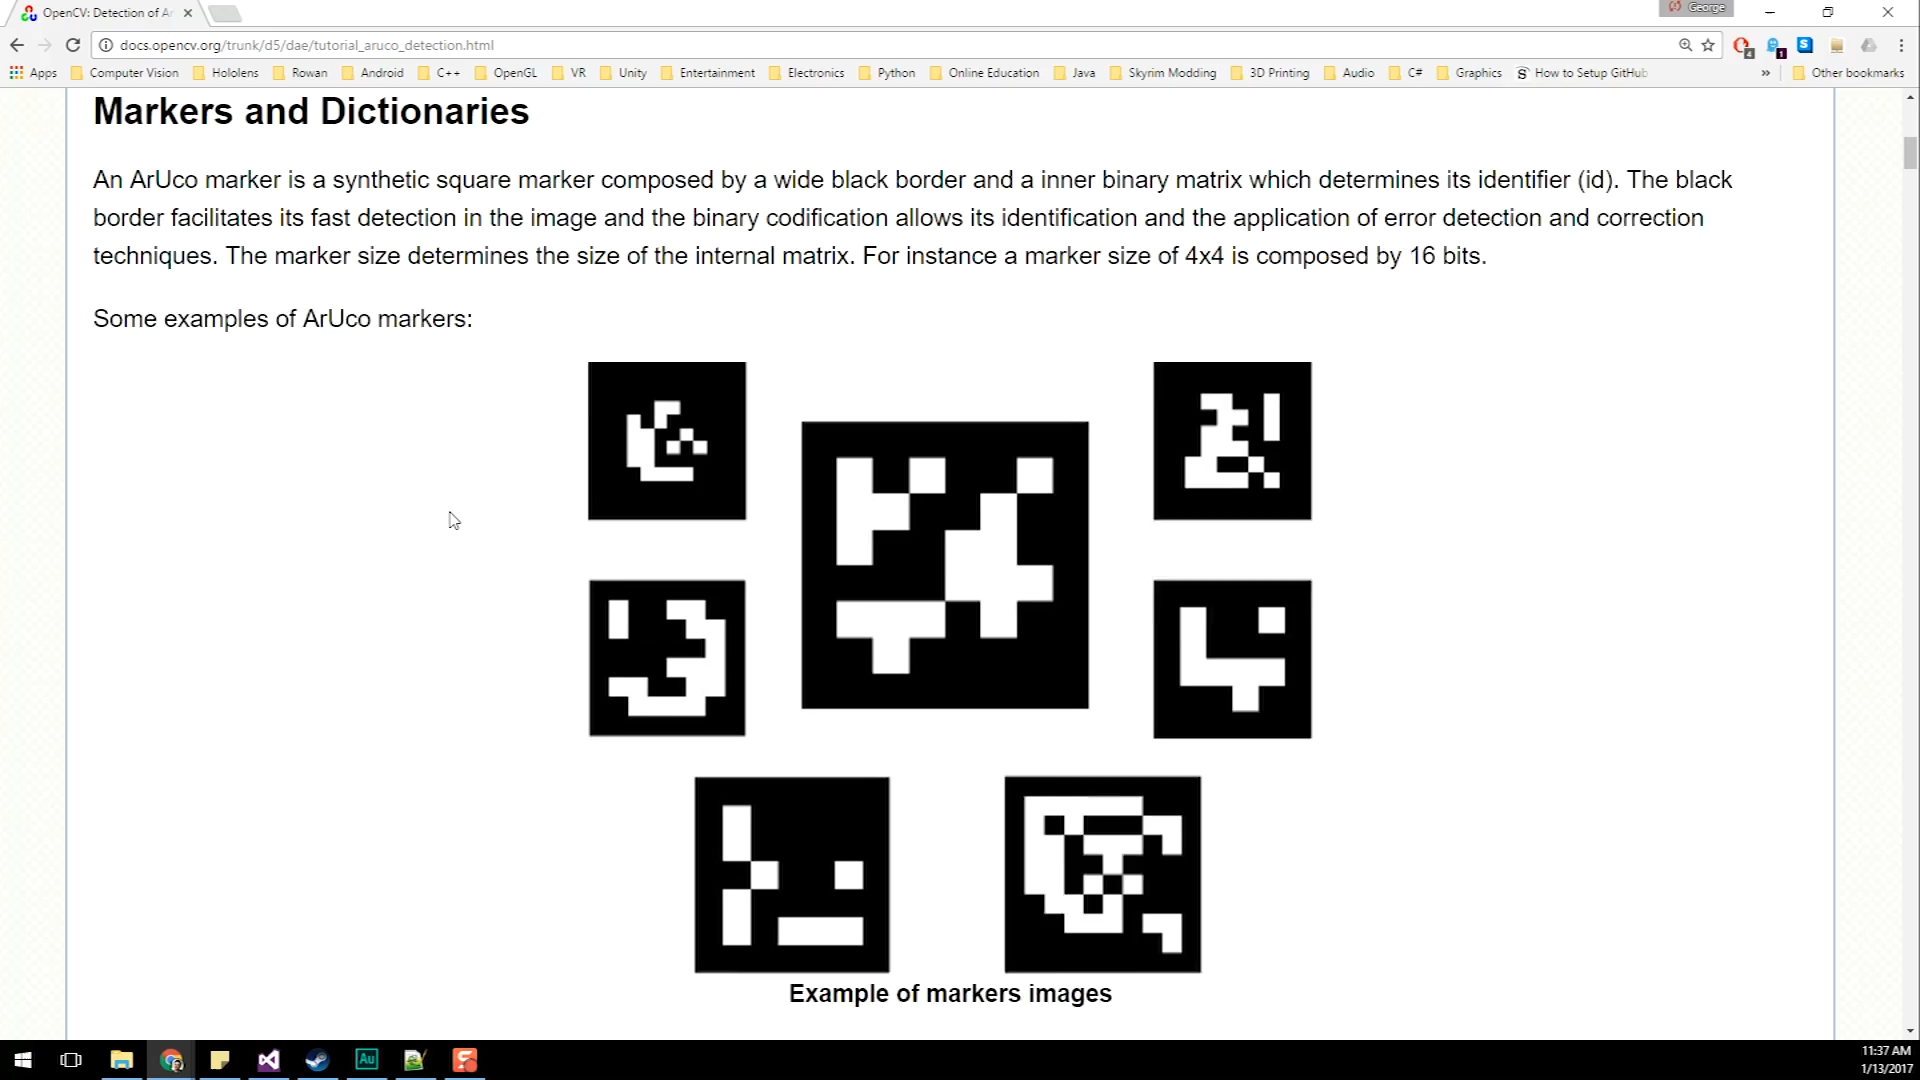 OpenCV: Detection of Ar
George
docs.opencv.org/trunk/d5/dae/tutorial_aruco_detection.html
4
1
Apps Computer Vision Hololens Rowan Android C++ OpenGL VR Unity Entertainment Electronics Python Online Education Java Skyrim Modding 3D Printing Audio C# Graphics How to Setup GitHub » Other bookmarks
Markers and Dictionaries
An ArUco marker is a synthetic square marker composed by a wide black border and a inner binary matrix which determines its identifier (id). The black
border facilitates its fast detection in the image and the binary codification allows its identification and the application of error detection and correction
techniques. The marker size determines the size of the internal matrix. For instance a marker size of 4x4 is composed by 16 bits.
Some examples of ArUco markers:
Example of markers images
Au
11:37 AM
1/13/2017